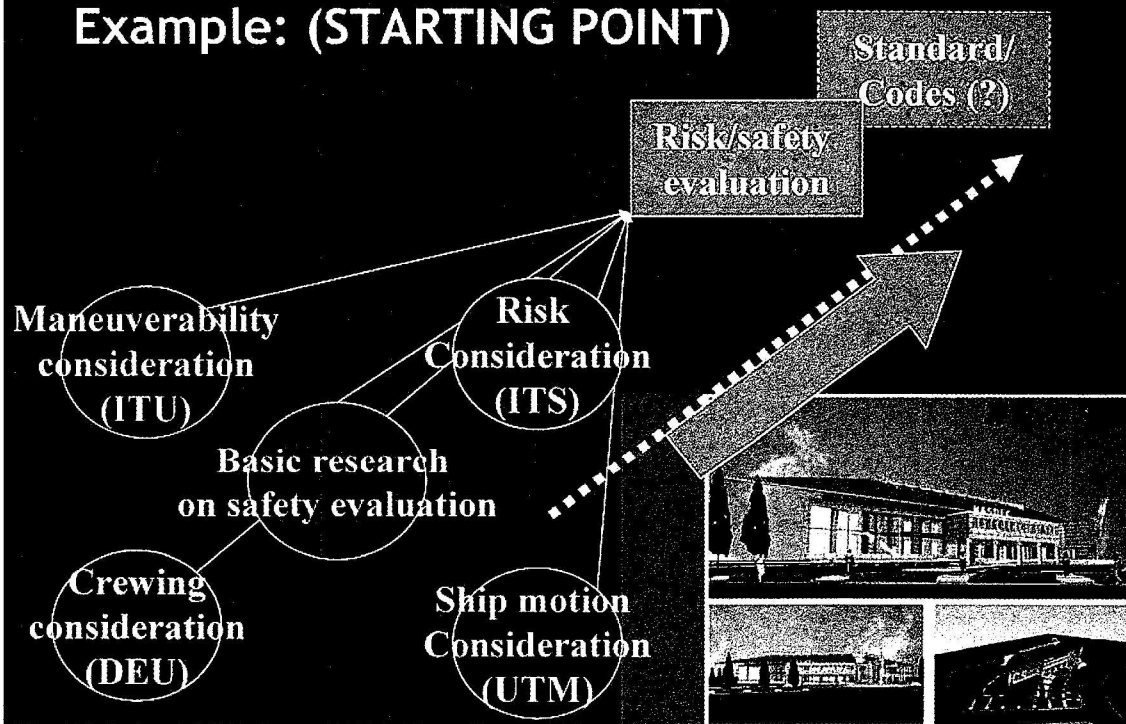 Example: (STARTING POINT)
Standard/
Codes (?)
Risk/safety
evaluation
Maneuverability
consideration
(ITU)
Risk
Consideration
(ITS)
Basic research
on safety evaluation
Crewing
consideration
(DEU)
Ship motion
Consideration
(UTM)